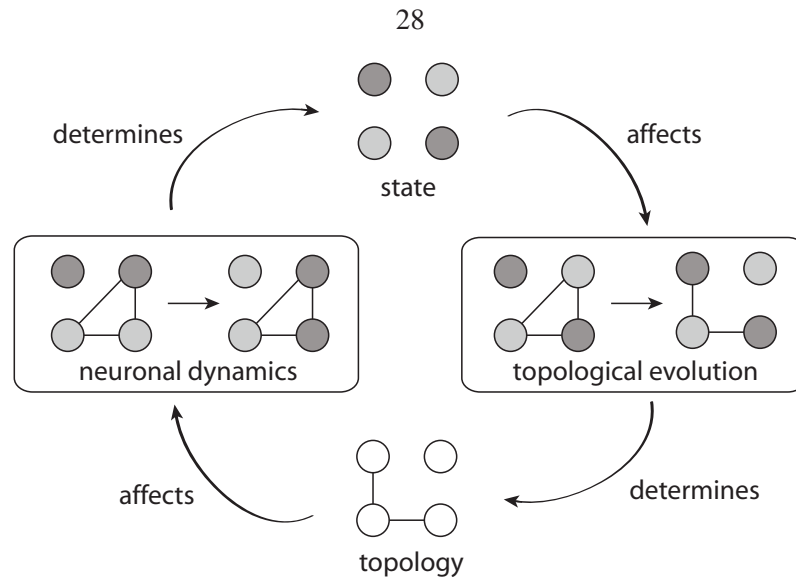 28
determines
affects
state
neuronal dynamics
topological evolution
affects
determines
topology